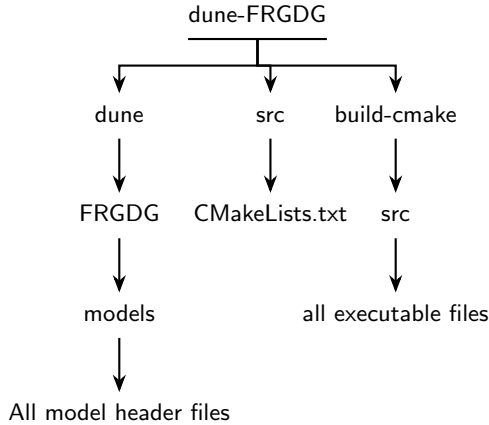 dune-FRGDG
dune src build-cmake
FRGDG CMakeLists.txt src
models all executable files
All model header files